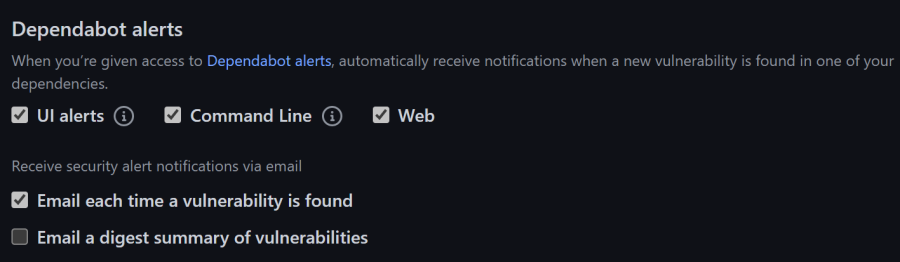 Dependabot alerts
When you’re given access to Dependabot alerts, automatically receive notifications when a new vulnerability is found in one of your
dependencies.
UI alerts Command Line Web
Receive security alert notifications via email
Email each time a vulnerability is found
Email a digest summary of vulnerabilities